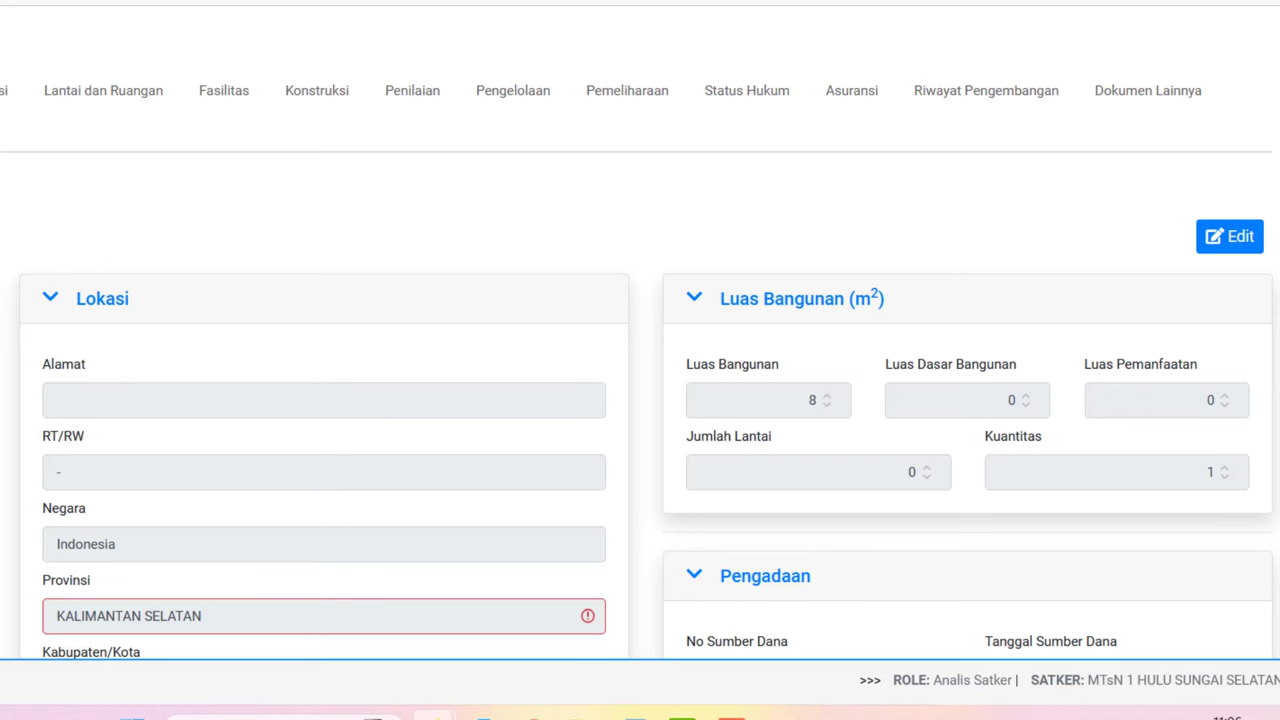 si Lantai dan Ruangan Fasilitas Konstruksi Penilaian Pengelolaan Pemeliharaan Status Hukum Asuransi Riwayat Pengembangan Dokumen Lainnya
Edit
Lokasi
Alamat
RT/RW
-
Negara
Indonesia
Provinsi
KALIMANTAN SELATAN
Kabupaten/Kota
Luas Bangunan (m²)
Luas Bangunan Luas Dasar Bangunan Luas Pemanfaatan
8 0 0
Jumlah Lantai Kuantitas
0 1
Pengadaan
No Sumber Dana Tanggal Sumber Dana
>>> ROLE: Analis Satker | SATKER: MTsN 1 HULU SUNGAI SELATAN